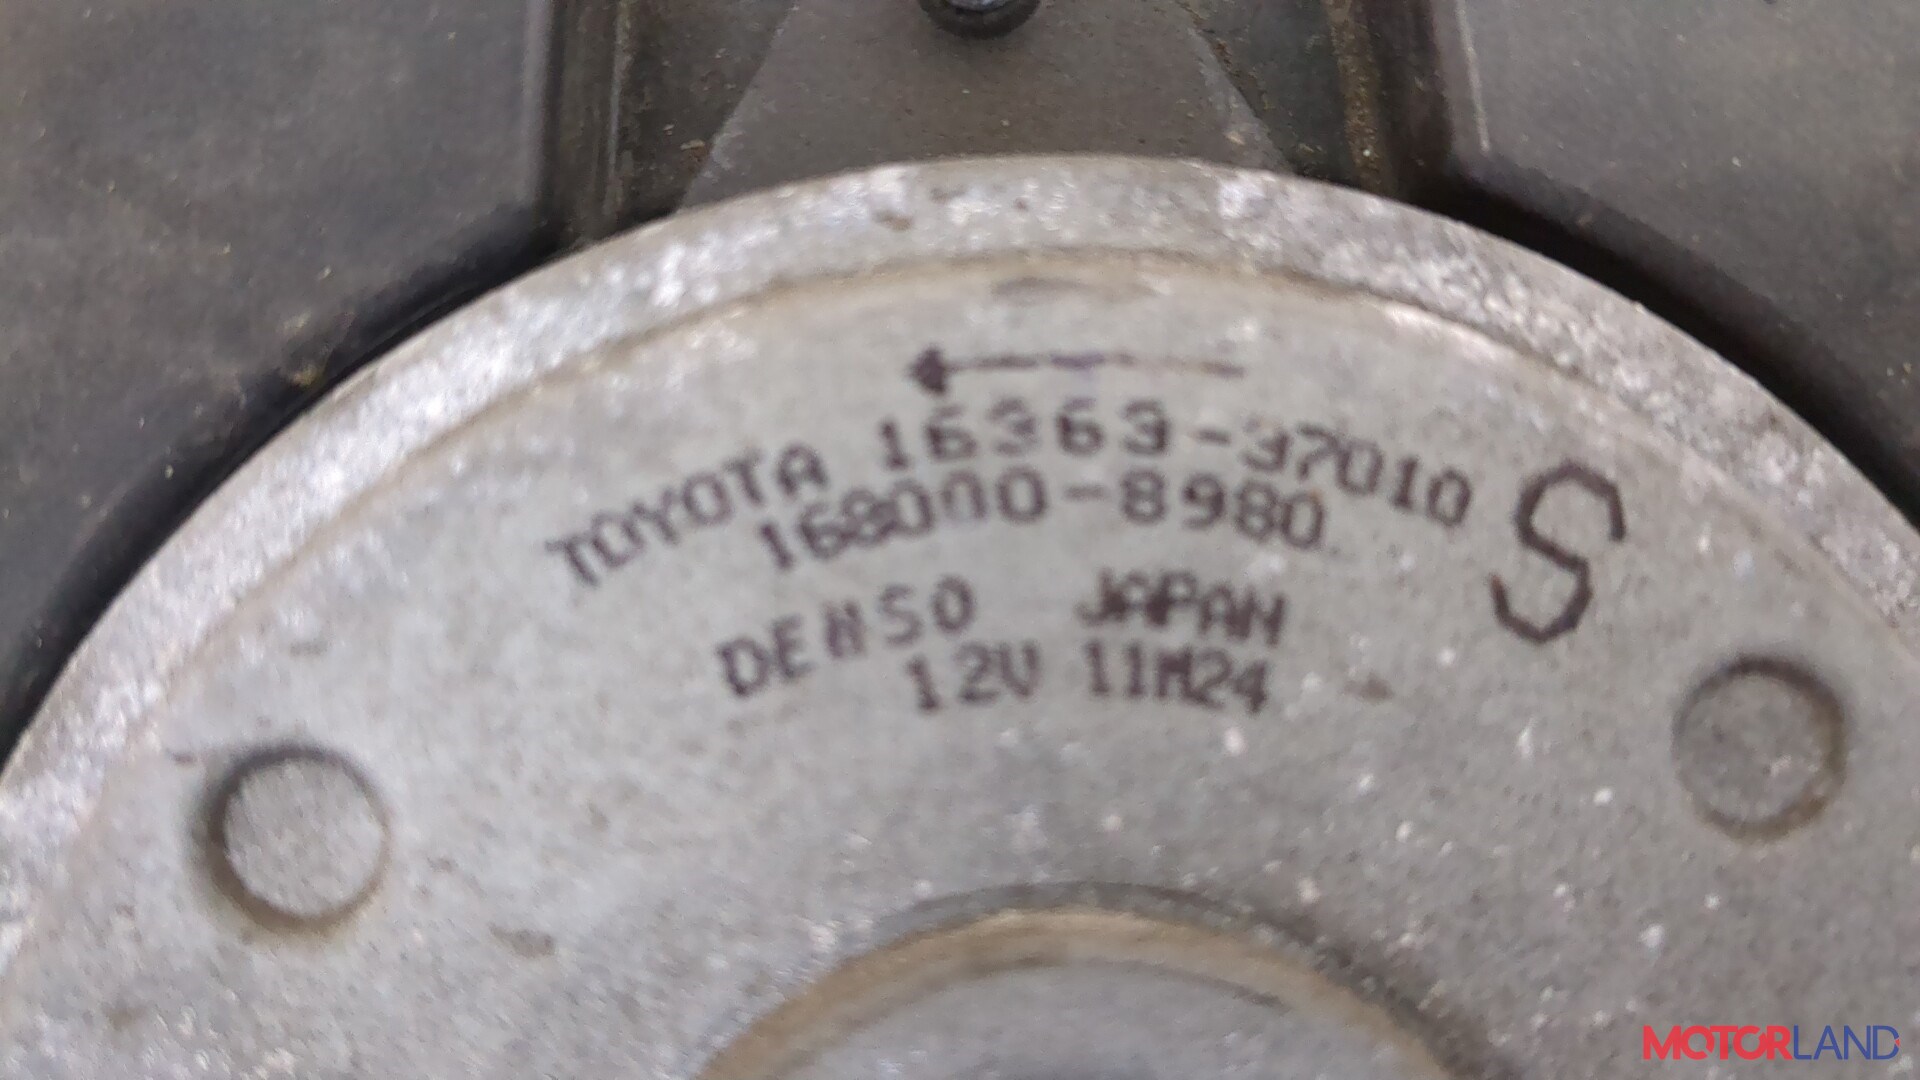 TOYOTA 16363-37010 S
168000-8980
DENSO JAPAN
12V 11M24
MOTORLAND